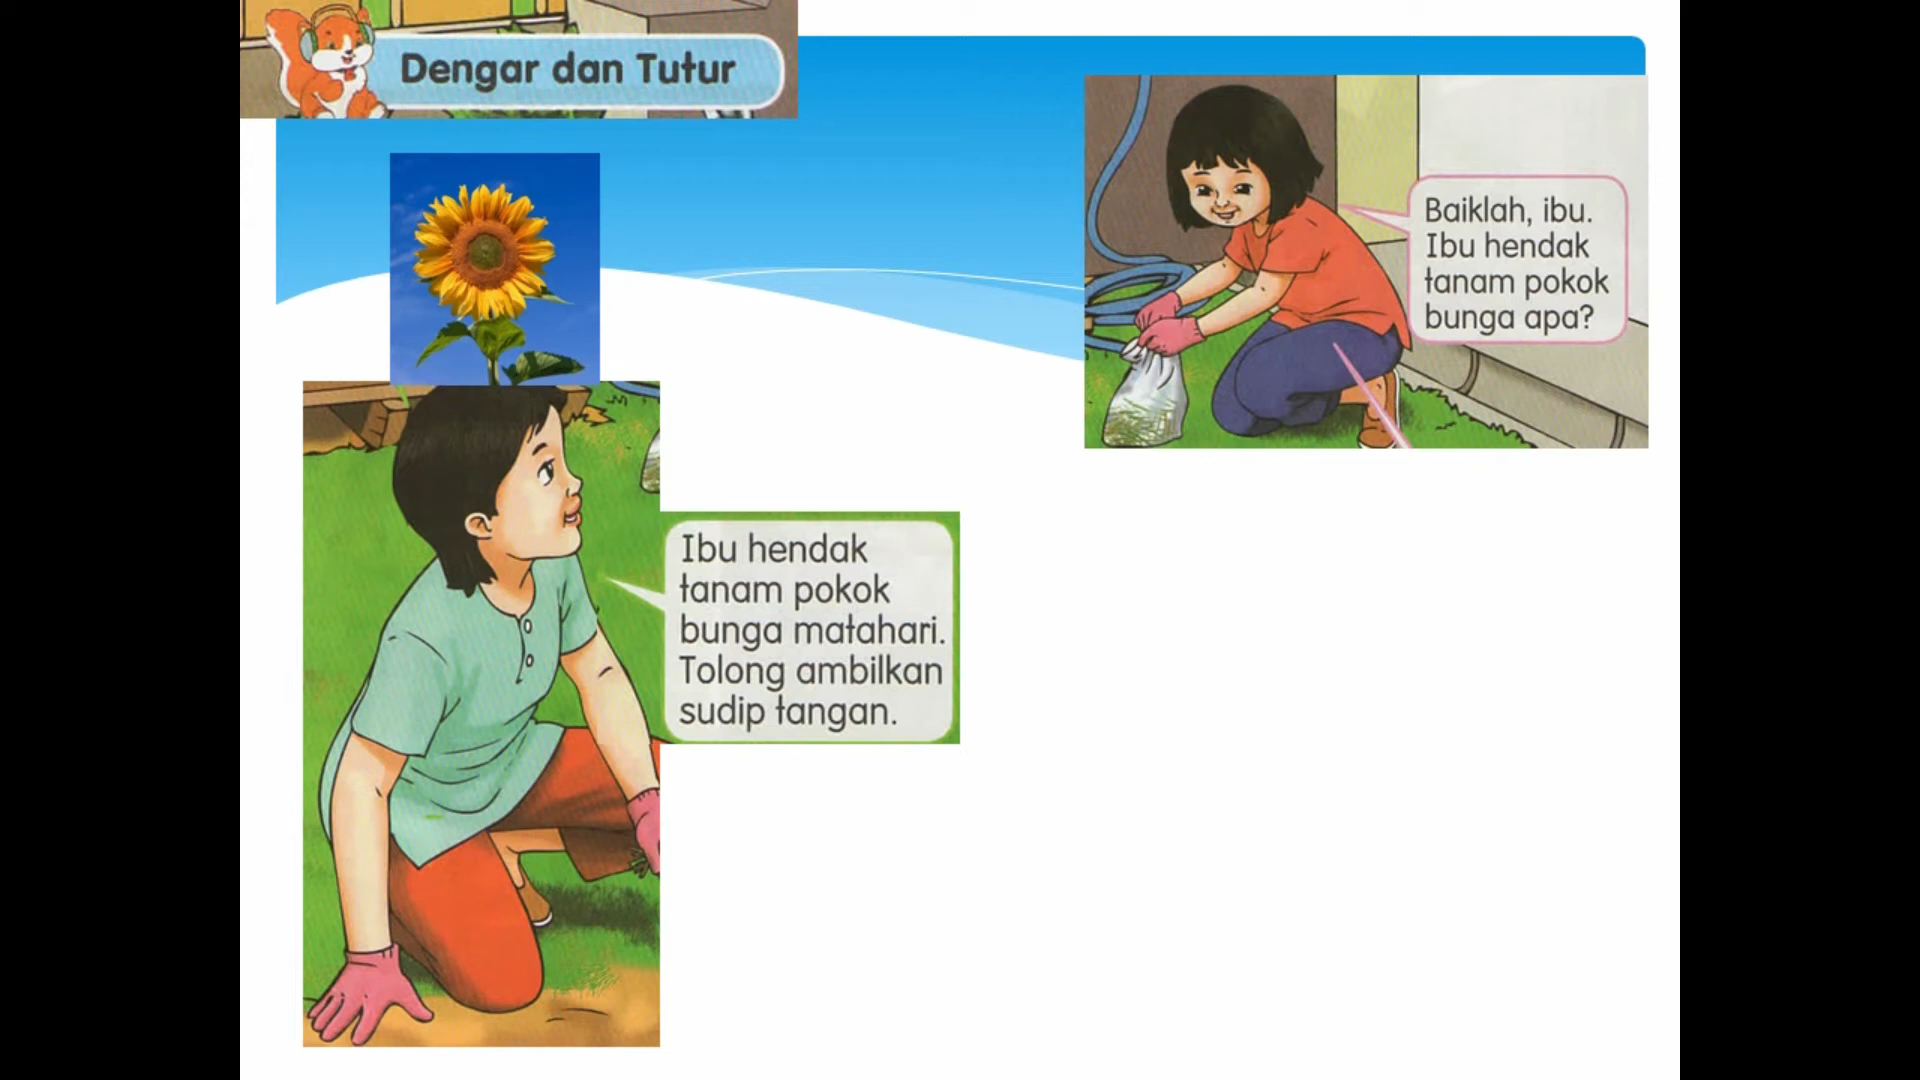 Dengar dan Tutur
Baiklah, ibu.
Ibu hendak
tanam pokok
bunga apa?
Ibu hendak
tanam pokok
bunga matahari.
Tolong ambilkan
sudip tangan.